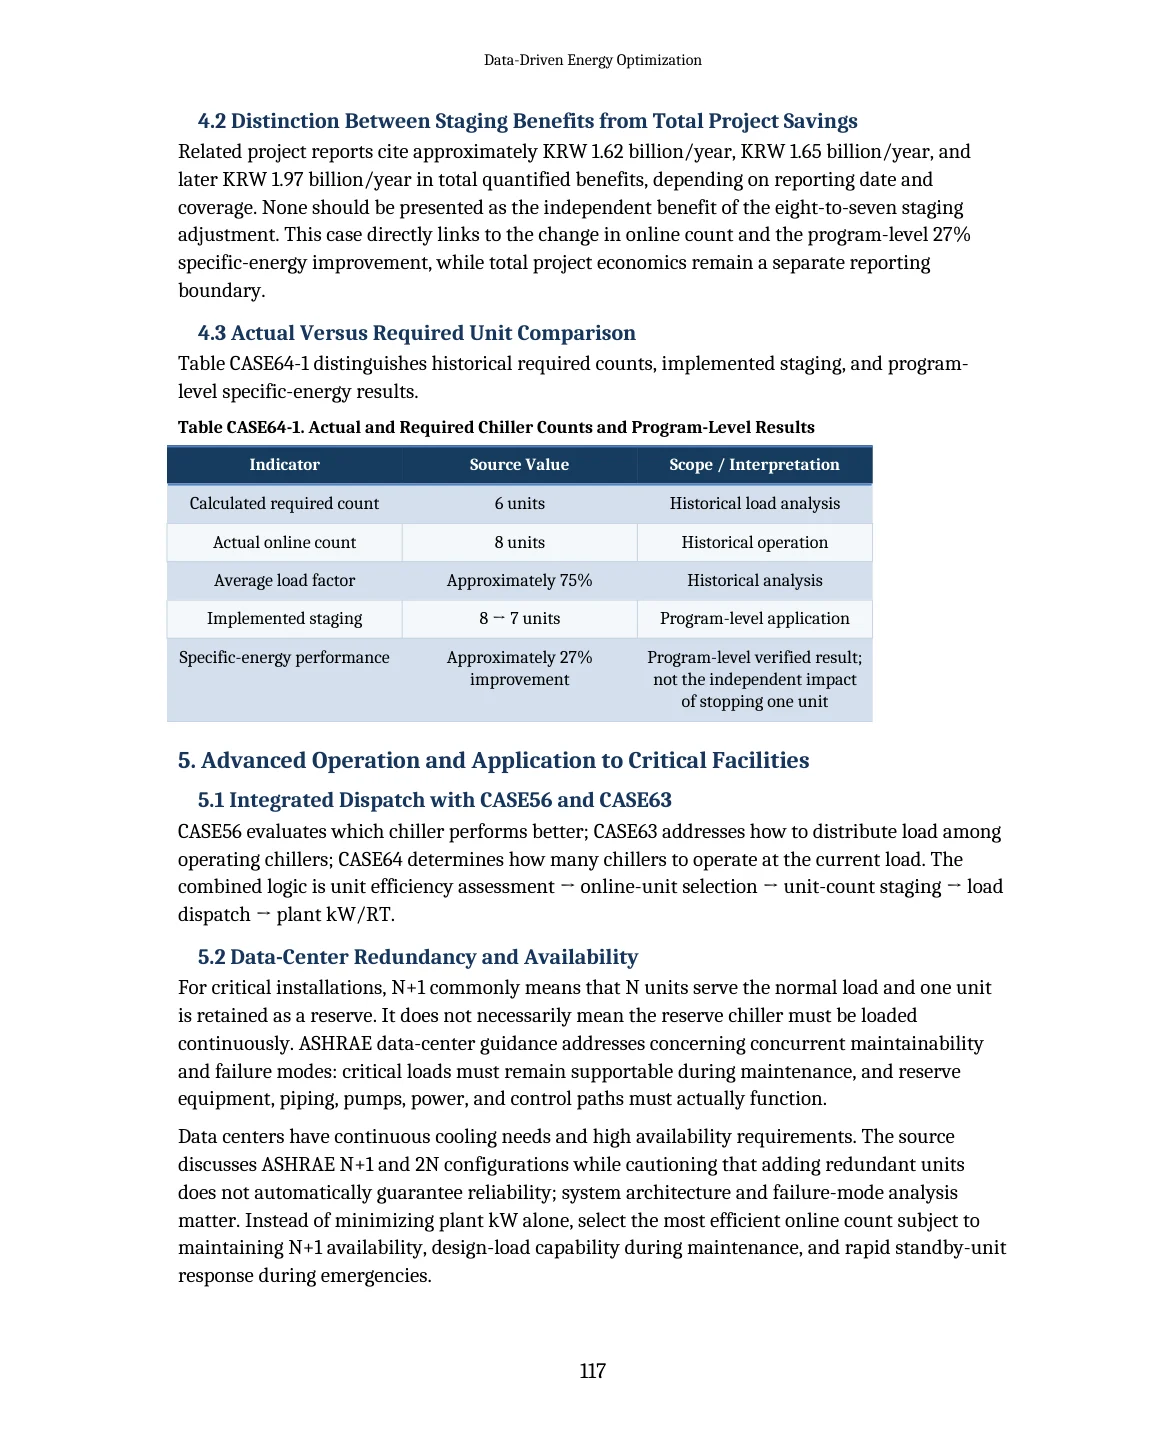 Data-Driven Energy Optimization
4.2 Distinction Between Staging Benefits from Total Project Savings
Related project reports cite approximately KRW 1.62 billion/year, KRW 1.65 billion/year, and
later KRW 1.97 billion/year in total quantified benefits, depending on reporting date and
coverage. None should be presented as the independent benefit of the eight-to-seven staging
adjustment. This case directly links to the change in online count and the program-level 27%
specific-energy improvement, while total project economics remain a separate reporting
boundary.
4.3 Actual Versus Required Unit Comparison
Table CASE64-1 distinguishes historical required counts, implemented staging, and program-
level specific-energy results.
Table CASE64-1. Actual and Required Chiller Counts and Program-Level Results
Indicator Source Value Scope / Interpretation
Calculated required count 6 units Historical load analysis
Actual online count 8 units Historical operation
Average load factor Approximately 75% Historical analysis
Implemented staging 8 → 7 units Program-level application
Specific-energy performance Approximately 27% Program-level verified result;
improvement not the independent impact
of stopping one unit
5. Advanced Operation and Application to Critical Facilities
5.1 Integrated Dispatch with CASE56 and CASE63
CASE56 evaluates which chiller performs better; CASE63 addresses how to distribute load among
operating chillers; CASE64 determines how many chillers to operate at the current load. The
combined logic is unit efficiency assessment → online-unit selection → unit-count staging → load
dispatch → plant kW/RT.
5.2 Data-Center Redundancy and Availability
For critical installations, N+1 commonly means that N units serve the normal load and one unit
is retained as a reserve. It does not necessarily mean the reserve chiller must be loaded
continuously. ASHRAE data-center guidance addresses concerning concurrent maintainability
and failure modes: critical loads must remain supportable during maintenance, and reserve
equipment, piping, pumps, power, and control paths must actually function.
Data centers have continuous cooling needs and high availability requirements. The source
discusses ASHRAE N+1 and 2N configurations while cautioning that adding redundant units
does not automatically guarantee reliability; system architecture and failure-mode analysis
matter. Instead of minimizing plant kW alone, select the most efficient online count subject to
maintaining N+1 availability, design-load capability during maintenance, and rapid standby-unit
response during emergencies.
117